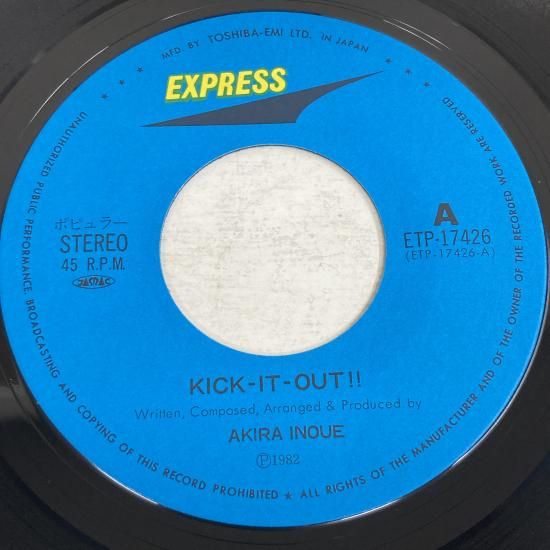 MFD. BY TOSHIBA-EMI LTD. IN JAPAN
EXPRESS
ポピュラー
STEREO
45 R.P.M.
JASRAC
A
ETP-17426
(ETP-17426-A)
KICK-IT-OUT!!
Written, Composed, Arranged & Produced by
AKIRA INOUE
Ⓟ1982
UNAUTHORIZED PUBLIC PERFORMANCE, BROADCASTING AND COPYING OF THIS RECORD PROHIBITED ★ ALL RIGHTS OF THE MANUFACTURER AND OF THE OWNER OF THE RECORDED WORK ARE RESERVED